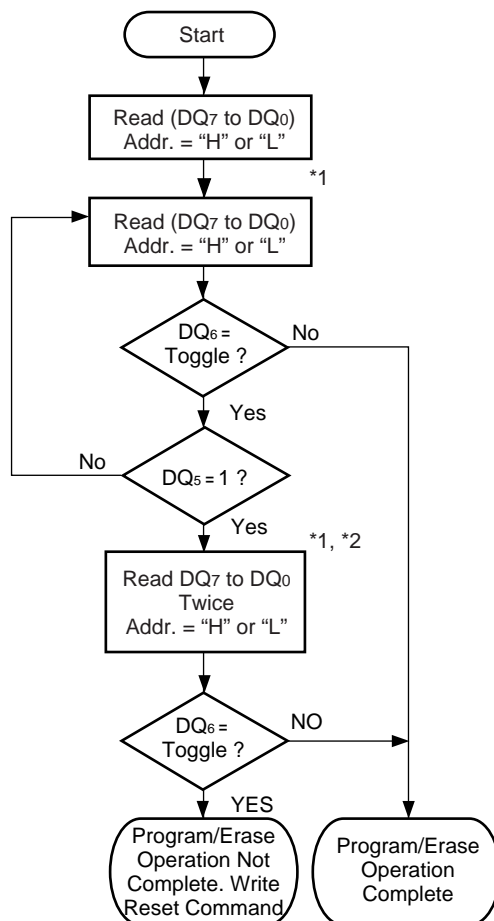 Start
Read (DQ7 to DQ0)
Addr. = “H” or “L”
*1
Read (DQ7 to DQ0)
Addr. = “H” or “L”
DQ6 =
Toggle ?
No
Yes
DQ5 = 1 ?
No
Yes
*1, *2
Read DQ7 to DQ0
Twice
Addr. = “H” or “L”
DQ6 =
Toggle ?
NO
YES
Program/Erase
Operation Not
Complete. Write
Reset Command
Program/Erase
Operation
Complete